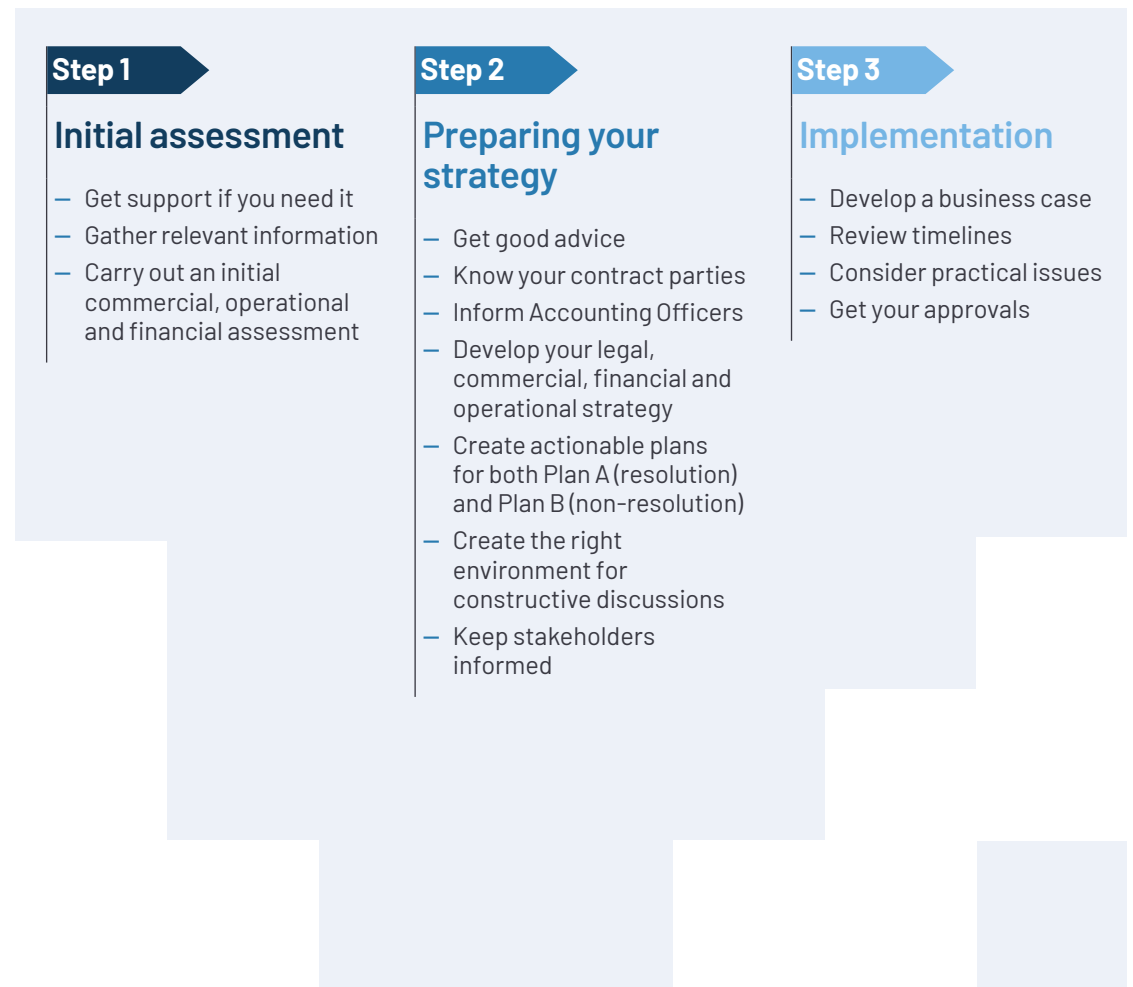 Step 1
Initial assessment
— Get support if you need it
— Gather relevant information
— Carry out an initial
commercial, operational
and financial assessment
Step 2
Preparing your
strategy
— Get good advice
— Know your contract parties
— Inform Accounting Officers
— Develop your legal,
commercial, financial and
operational strategy
— Create actionable plans
for both Plan A (resolution)
and Plan B (non-resolution)
— Create the right
environment for
constructive discussions
— Keep stakeholders
informed
Step 3
Implementation
— Develop a business case
— Review timelines
— Consider practical issues
— Get your approvals